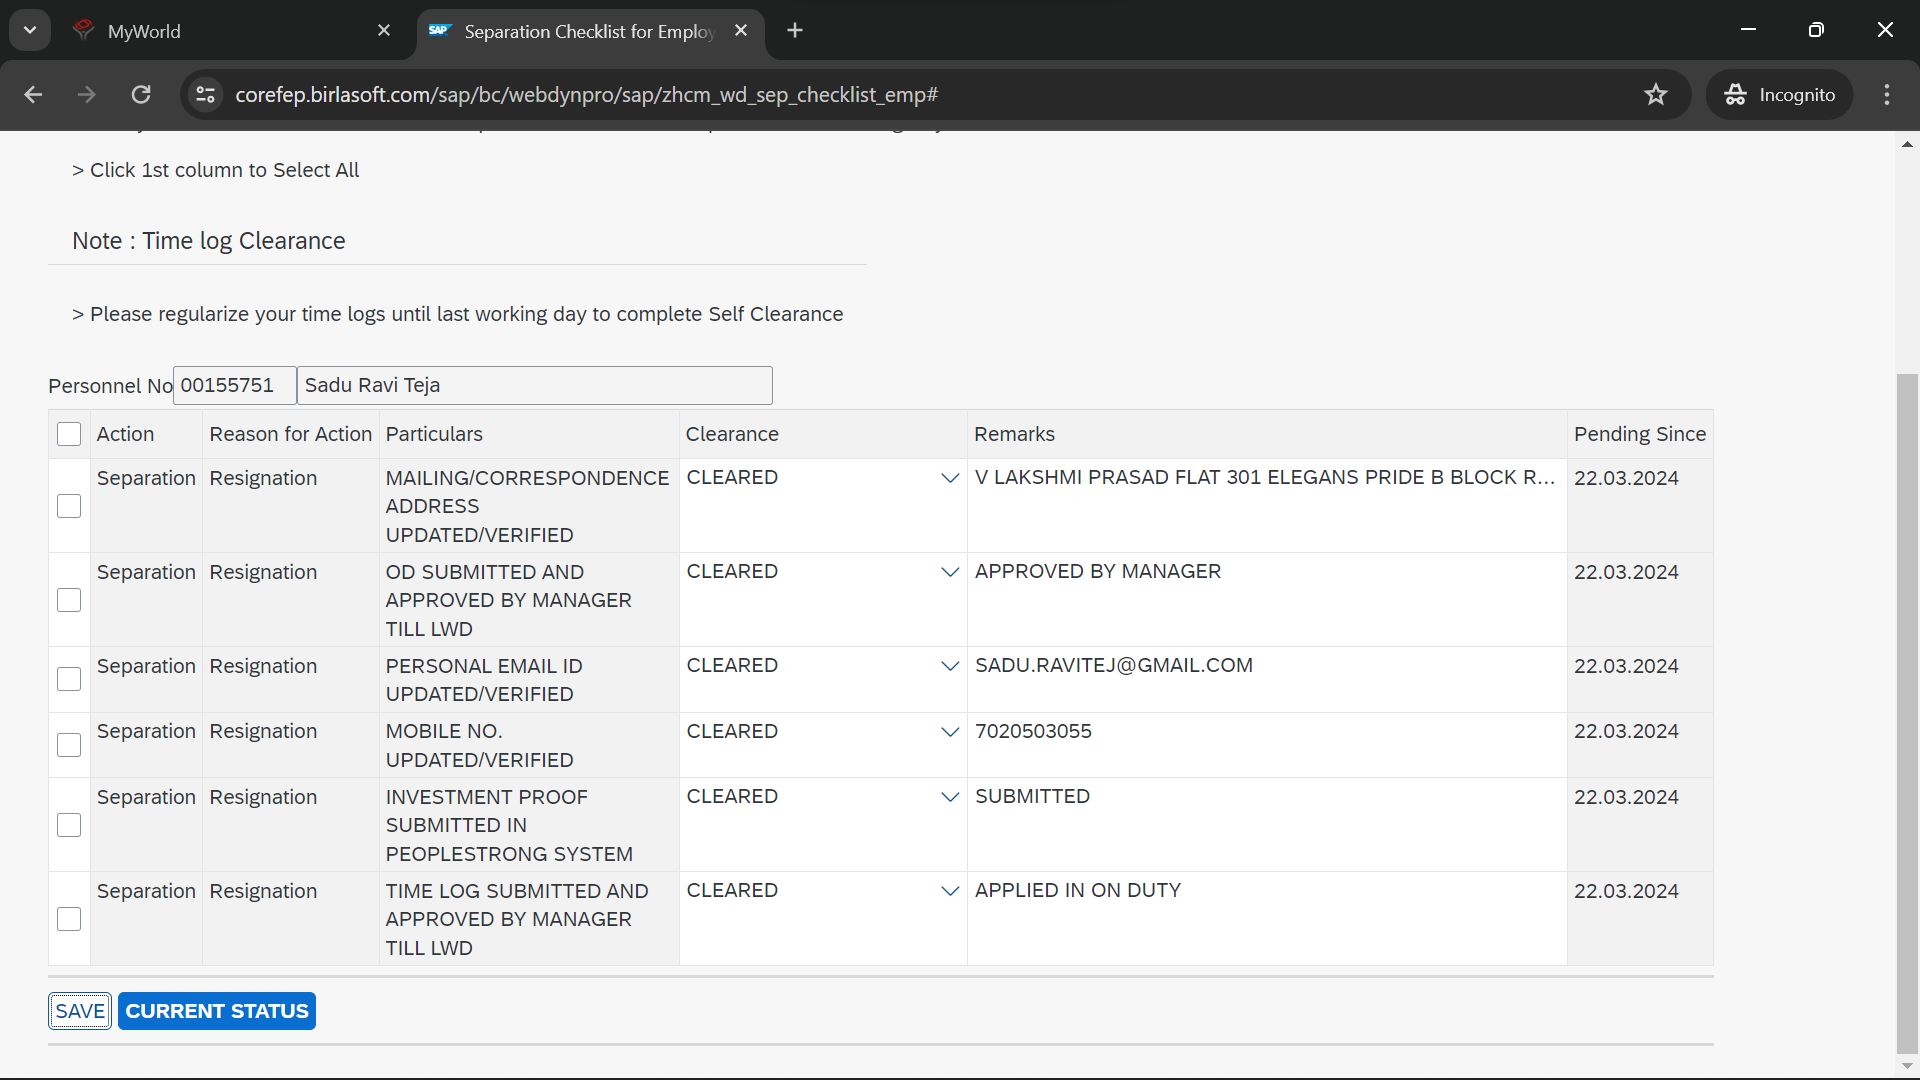 MyWorld
SAP Separation Checklist for Employ
corefep.birlasoft.com/sap/bc/webdynpro/sap/zhcm_wd_sep_checklist_emp#
Incognito
> Click 1st column to Select All
Note : Time log Clearance
> Please regularize your time logs until last working day to complete Self Clearance
Personnel No 00155751 Sadu Ravi Teja
Action Reason for Action Particulars Clearance Remarks Pending Since
Separation Resignation MAILING/CORRESPONDENCE CLEARED V LAKSHMI PRASAD FLAT 301 ELEGANS PRIDE B BLOCK R... 22.03.2024
ADDRESS
UPDATED/VERIFIED
Separation Resignation OD SUBMITTED AND CLEARED APPROVED BY MANAGER 22.03.2024
APPROVED BY MANAGER
TILL LWD
Separation Resignation PERSONAL EMAIL ID CLEARED SADU.RAVITEJ@GMAIL.COM 22.03.2024
UPDATED/VERIFIED
Separation Resignation MOBILE NO. CLEARED 7020503055 22.03.2024
UPDATED/VERIFIED
Separation Resignation INVESTMENT PROOF CLEARED SUBMITTED 22.03.2024
SUBMITTED IN
PEOPLESTRONG SYSTEM
Separation Resignation TIME LOG SUBMITTED AND CLEARED APPLIED IN ON DUTY 22.03.2024
APPROVED BY MANAGER
TILL LWD
SAVE CURRENT STATUS